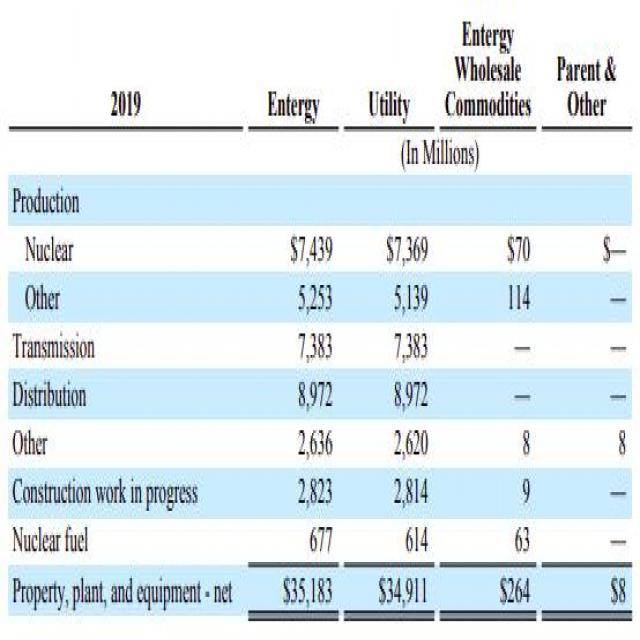 Entergy
Wholesale Parent &
2019 Entergy Utility Commodities Other
(In Millions)
Production
Nuclear $7,439 $7,369 $70 $—
Other 5,253 5,139 114 —
Transmission 7,383 7,383 — —
Distribution 8,972 8,972 — —
Other 2,636 2,620 8 8
Construction work in progress 2,823 2,814 9 —
Nuclear fuel 677 614 63 —
Property, plant, and equipment - net $35,183 $34,911 $264 $8